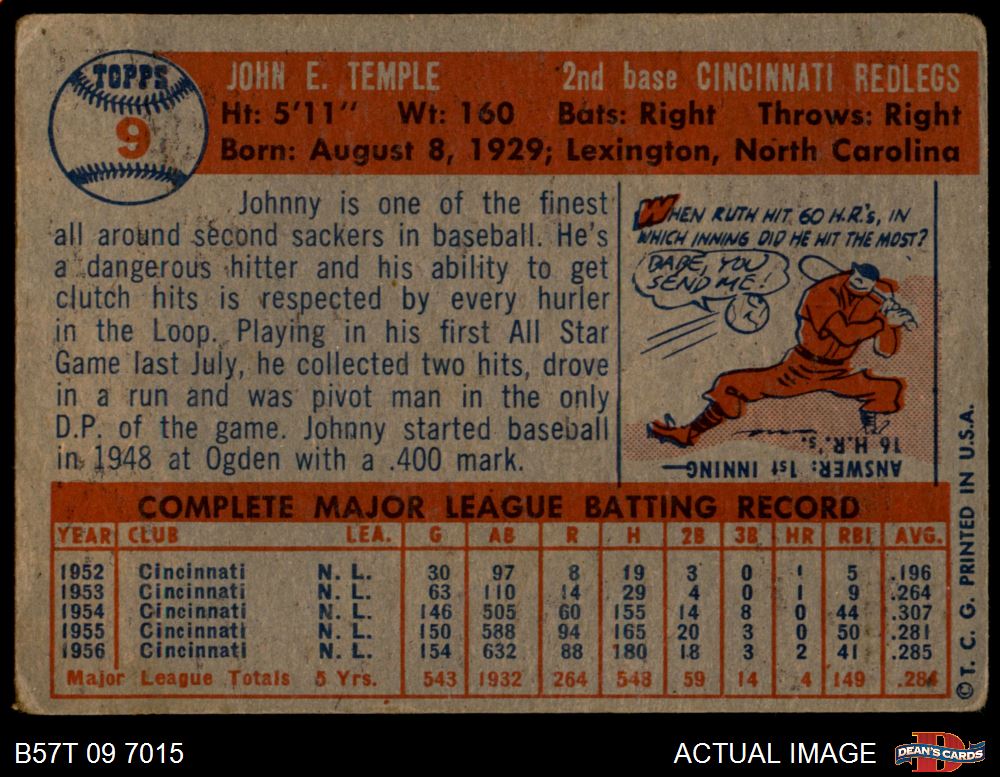 TOPPS
9
JOHN E. TEMPLE 2nd base CINCINNATI REDLEGS
Ht: 5'11" Wt: 160 Bats: Right Throws: Right
Born: August 8, 1929; Lexington, North Carolina
Johnny is one of the finest
all around second sackers in baseball. He's
a dangerous hitter and his ability to get
clutch hits is respected by every hurler
in the Loop. Playing in his first All Star
Game last July, he collected two hits, drove
in a run and was pivot man in the only
D.P. of the game. Johnny started baseball
in 1948 at Ogden with a .400 mark.
WHEN RUTH HIT 60 H.R.'s, IN
WHICH INNING DID HE HIT THE MOST?
BABE, YOU
SEND ME!
ANSWER: 1st INNING—
16 H.R.'s.
COMPLETE MAJOR LEAGUE BATTING RECORD
YEAR CLUB LEA. G AB R H 2B 3B HR RBI AVG.
1952 Cincinnati N. L. 30 97 8 19 3 0 1 5 .196
1953 Cincinnati N. L. 63 110 14 29 4 0 1 9 .264
1954 Cincinnati N. L. 146 505 60 155 14 8 0 44 .307
1955 Cincinnati N. L. 150 588 94 165 20 3 0 50 .281
1956 Cincinnati N. L. 154 632 88 180 18 3 2 41 .285
Major League Totals 5 Yrs. 543 1932 264 548 59 14 4 149 .284
© T. C. G. PRINTED IN U.S.A.
B57T 09 7015 ACTUAL IMAGE
D
DEAN'S CARDS